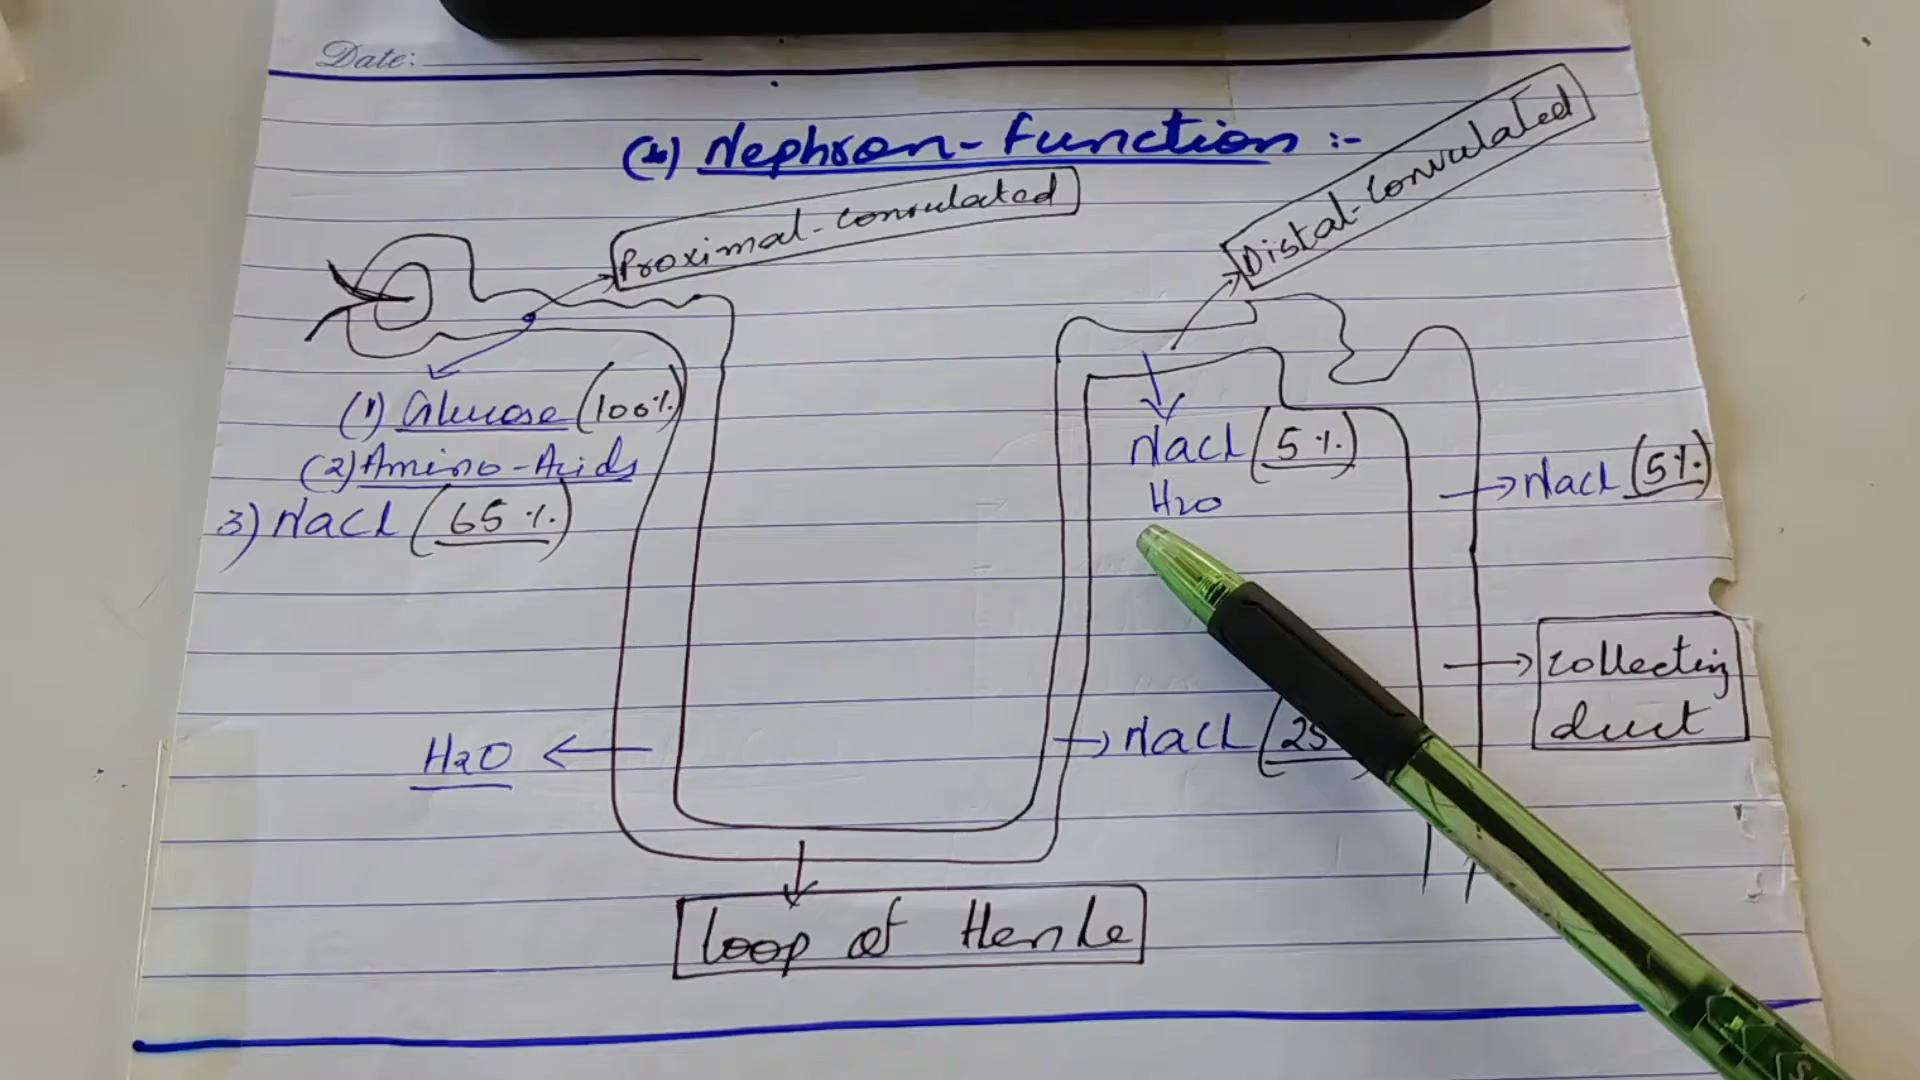 Date:
(b) Nephron-Function :-
Proximal-convulated
Distal-convulated
(1) Glucose (100%)
(2) Amino-Acids
3) NaCl (65%)
NaCl (5%)
H2O
NaCl (5%)
collecting
duct
H2O
NaCl (25
Loop of Henle